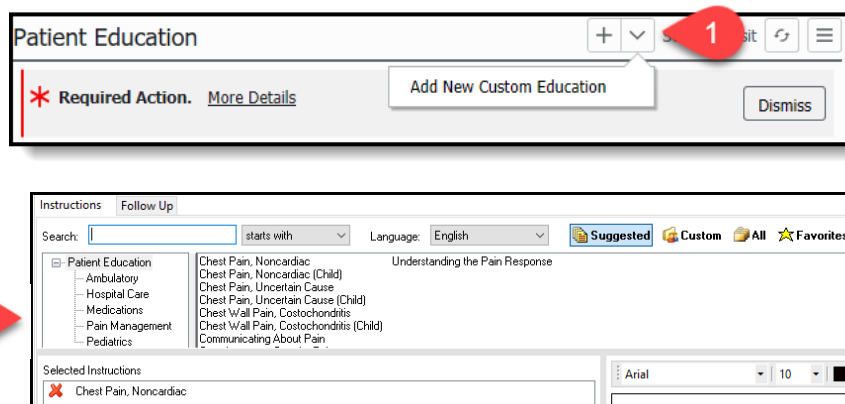 Patient Education
1
sit
Add New Custom Education
Required Action. More Details
Dismiss
Instructions Follow Up
Search: starts with Language: English Suggested Custom All Favorites
Patient Education
Ambulatory
Hospital Care
Medications
Pain Management
Pediatrics
Chest Pain, Noncardiac Understanding the Pain Response
Chest Pain, Noncardiac (Child)
Chest Pain, Uncertain Cause
Chest Pain, Uncertain Cause (Child)
Chest Wall Pain, Costochondritis
Chest Wall Pain, Costochondritis (Child)
Communicating About Pain
Selected Instructions
Arial 10
Chest Pain, Noncardiac